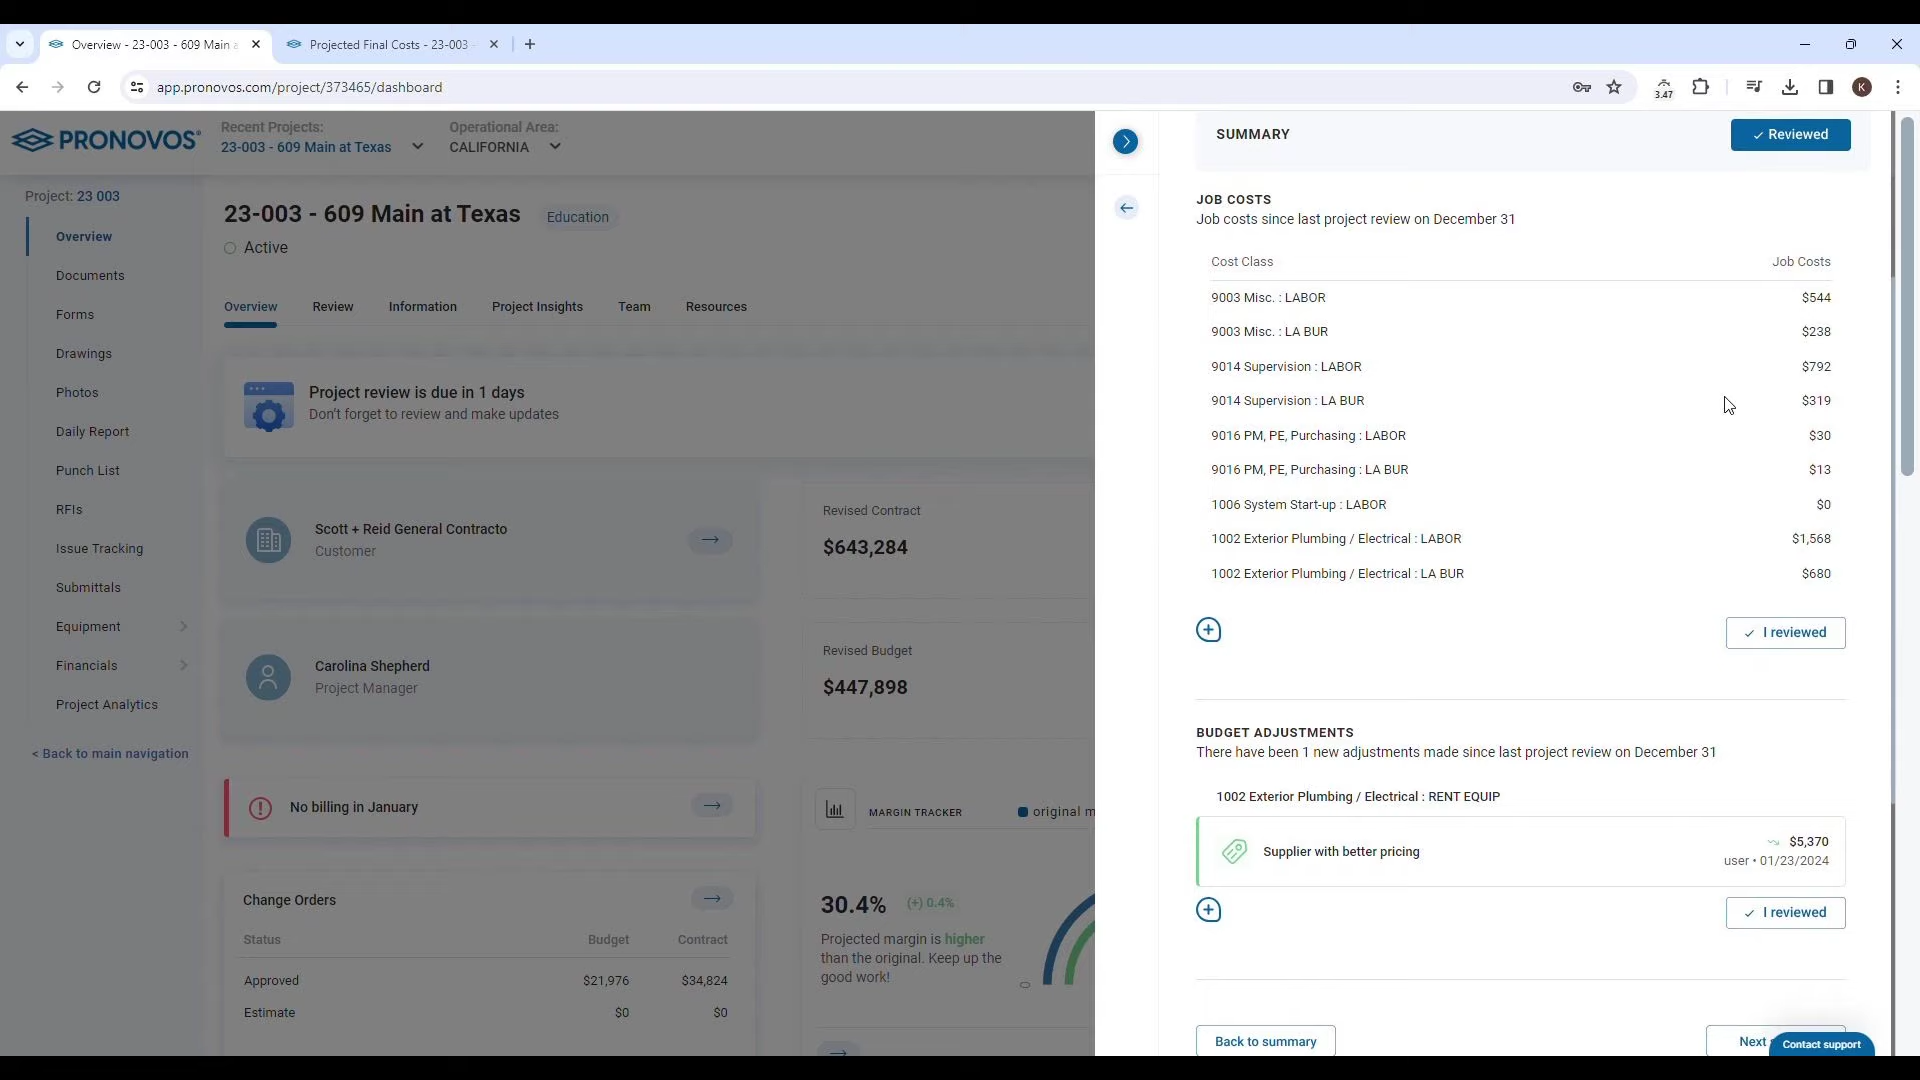 Overview - 23-003 - 609 Main a
Projected Final Costs - 23-003
app.pronovos.com/project/373465/dashboard
3.47
K
PRONOVOS
Recent Projects:
23-003 - 609 Main at Texas
Operational Area:
CALIFORNIA
Project: 23 003
Overview
Documents
Forms
Drawings
Photos
Daily Report
Punch List
RFIs
Issue Tracking
Submittals
Equipment
Financials
Project Analytics
< Back to main navigation
23-003 - 609 Main at Texas
Education
Active
Overview
Review
Information
Project Insights
Team
Resources
Project review is due in 1 days
Don't forget to review and make updates
Scott + Reid General Contracto
Customer
Carolina Shepherd
Project Manager
Revised Contract
$643,284
Revised Budget
$447,898
No billing in January
Change Orders
Status Budget Contract
Approved $21,976 $34,824
Estimate $0 $0
MARGIN TRACKER
original m
30.4% (+) 0.4%
Projected margin is higher
than the original. Keep up the
good work!
SUMMARY
Reviewed
JOB COSTS
Job costs since last project review on December 31
Cost Class Job Costs
9003 Misc. : LABOR $544
9003 Misc. : LA BUR $238
9014 Supervision : LABOR $792
9014 Supervision : LA BUR $319
9016 PM, PE, Purchasing : LABOR $30
9016 PM, PE, Purchasing : LA BUR $13
1006 System Start-up : LABOR $0
1002 Exterior Plumbing / Electrical : LABOR $1,568
1002 Exterior Plumbing / Electrical : LA BUR $680
I reviewed
BUDGET ADJUSTMENTS
There have been 1 new adjustments made since last project review on December 31
1002 Exterior Plumbing / Electrical : RENT EQUIP
Supplier with better pricing
$5,370
user • 01/23/2024
I reviewed
Back to summary
Next
Contact support